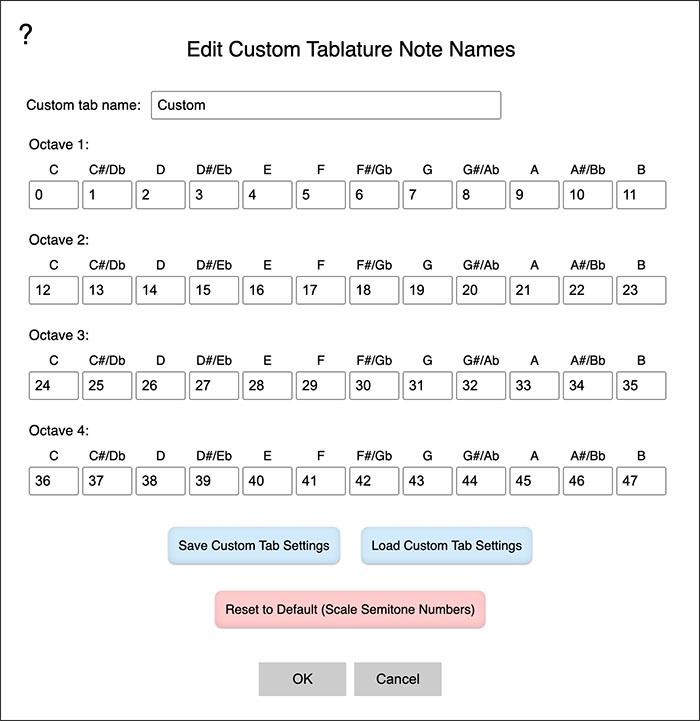 ?
Edit Custom Tablature Note Names
Custom tab name: Custom
Octave 1:
C C#/Db D D#/Eb E F F#/Gb G G#/Ab A A#/Bb B
0 1 2 3 4 5 6 7 8 9 10 11
Octave 2:
C C#/Db D D#/Eb E F F#/Gb G G#/Ab A A#/Bb B
12 13 14 15 16 17 18 19 20 21 22 23
Octave 3:
C C#/Db D D#/Eb E F F#/Gb G G#/Ab A A#/Bb B
24 25 26 27 28 29 30 31 32 33 34 35
Octave 4:
C C#/Db D D#/Eb E F F#/Gb G G#/Ab A A#/Bb B
36 37 38 39 40 41 42 43 44 45 46 47
Save Custom Tab Settings Load Custom Tab Settings
Reset to Default (Scale Semitone Numbers)
OK Cancel